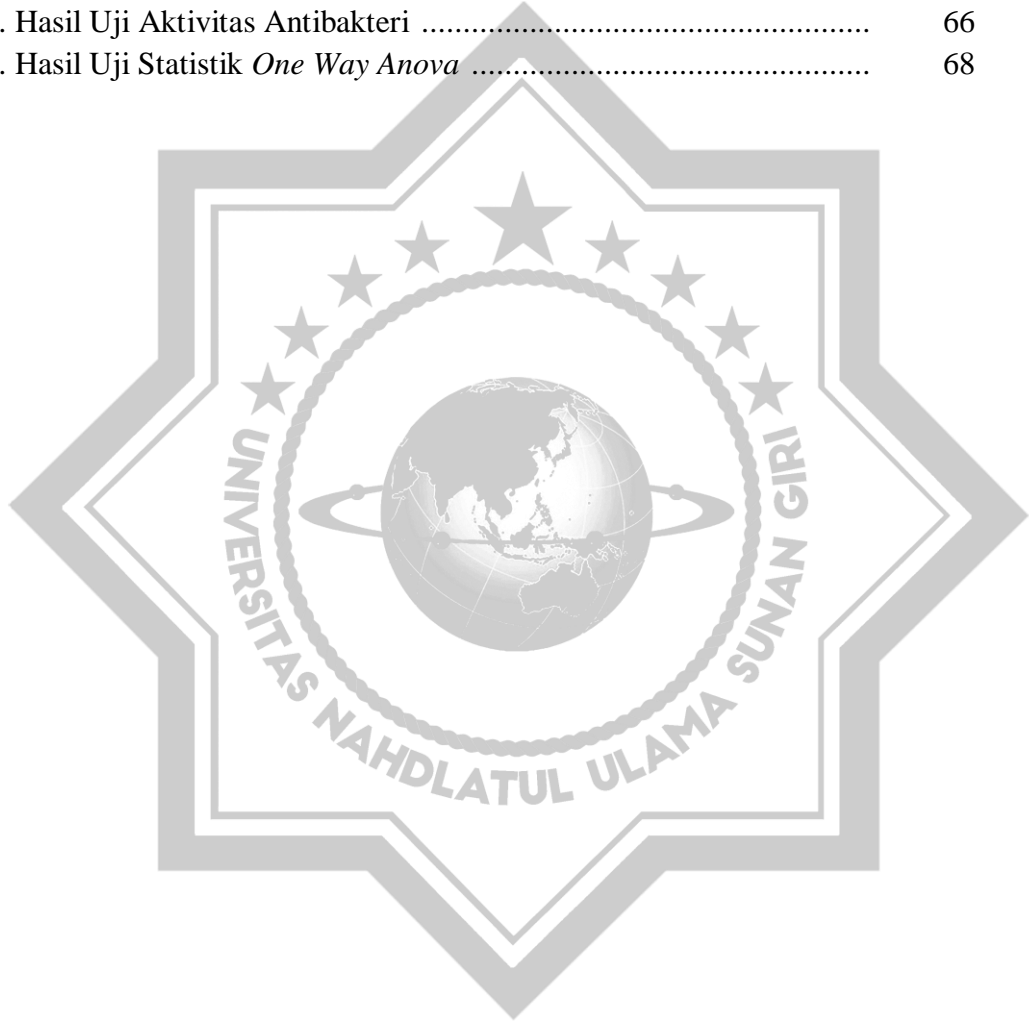 . Hasil Uji Aktivitas Antibakteri ................................................................ 66
. Hasil Uji Statistik One Way Anova ......................................................... 68
UNIVERSITAS NAHDLATUL ULAMA SUNAN GIRI